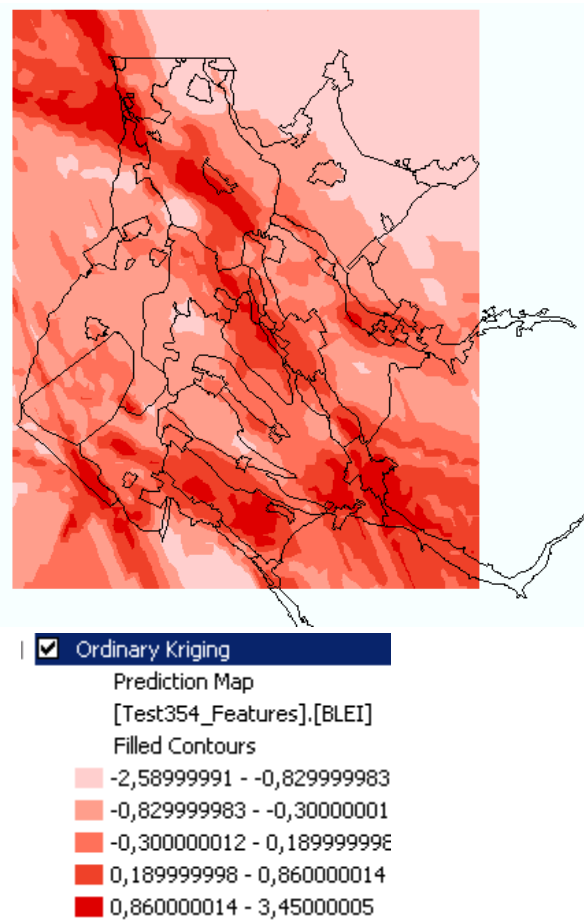 Ordinary Kriging
Prediction Map
[Test354_Features].[BLEI]
Filled Contours
-2,58999991 - -0,829999983
-0,829999983 - -0,30000001
-0,300000012 - 0,189999998
0,189999998 - 0,860000014
0,860000014 - 3,45000005